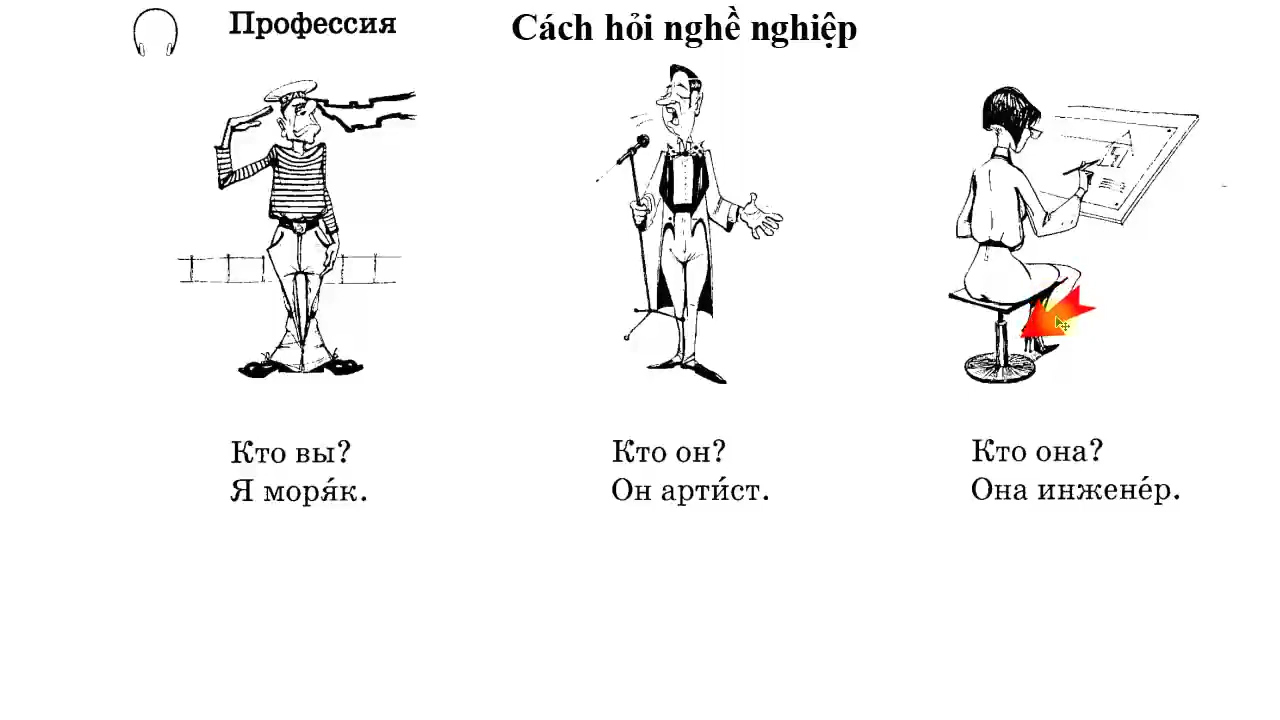 Профессия
Cách hỏi nghề nghiệp
Кто вы?
Я моря́к.
Кто он?
Он арти́ст.
Кто она?
Она инжене́р.